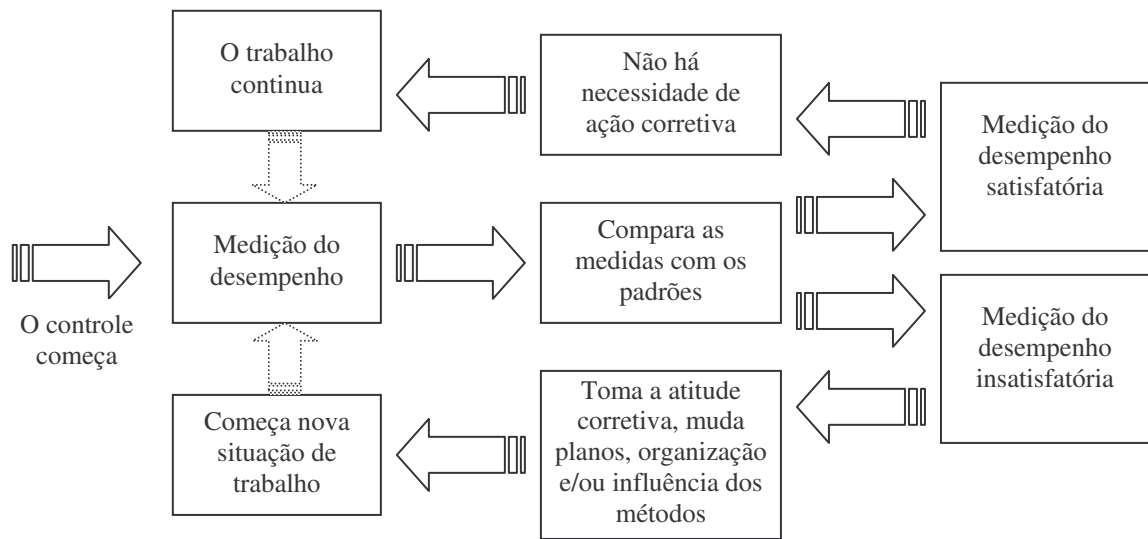 O trabalho
continua
Não há
necessidade de
ação corretiva
Medição do
desempenho
satisfatória
O controle
começa
Medição do
desempenho
Compara as
medidas com os
padrões
Medição do
desempenho
insatisfatória
Começa nova
situação de
trabalho
Toma a atitude
corretiva, muda
planos, organização
e/ou influência dos
métodos